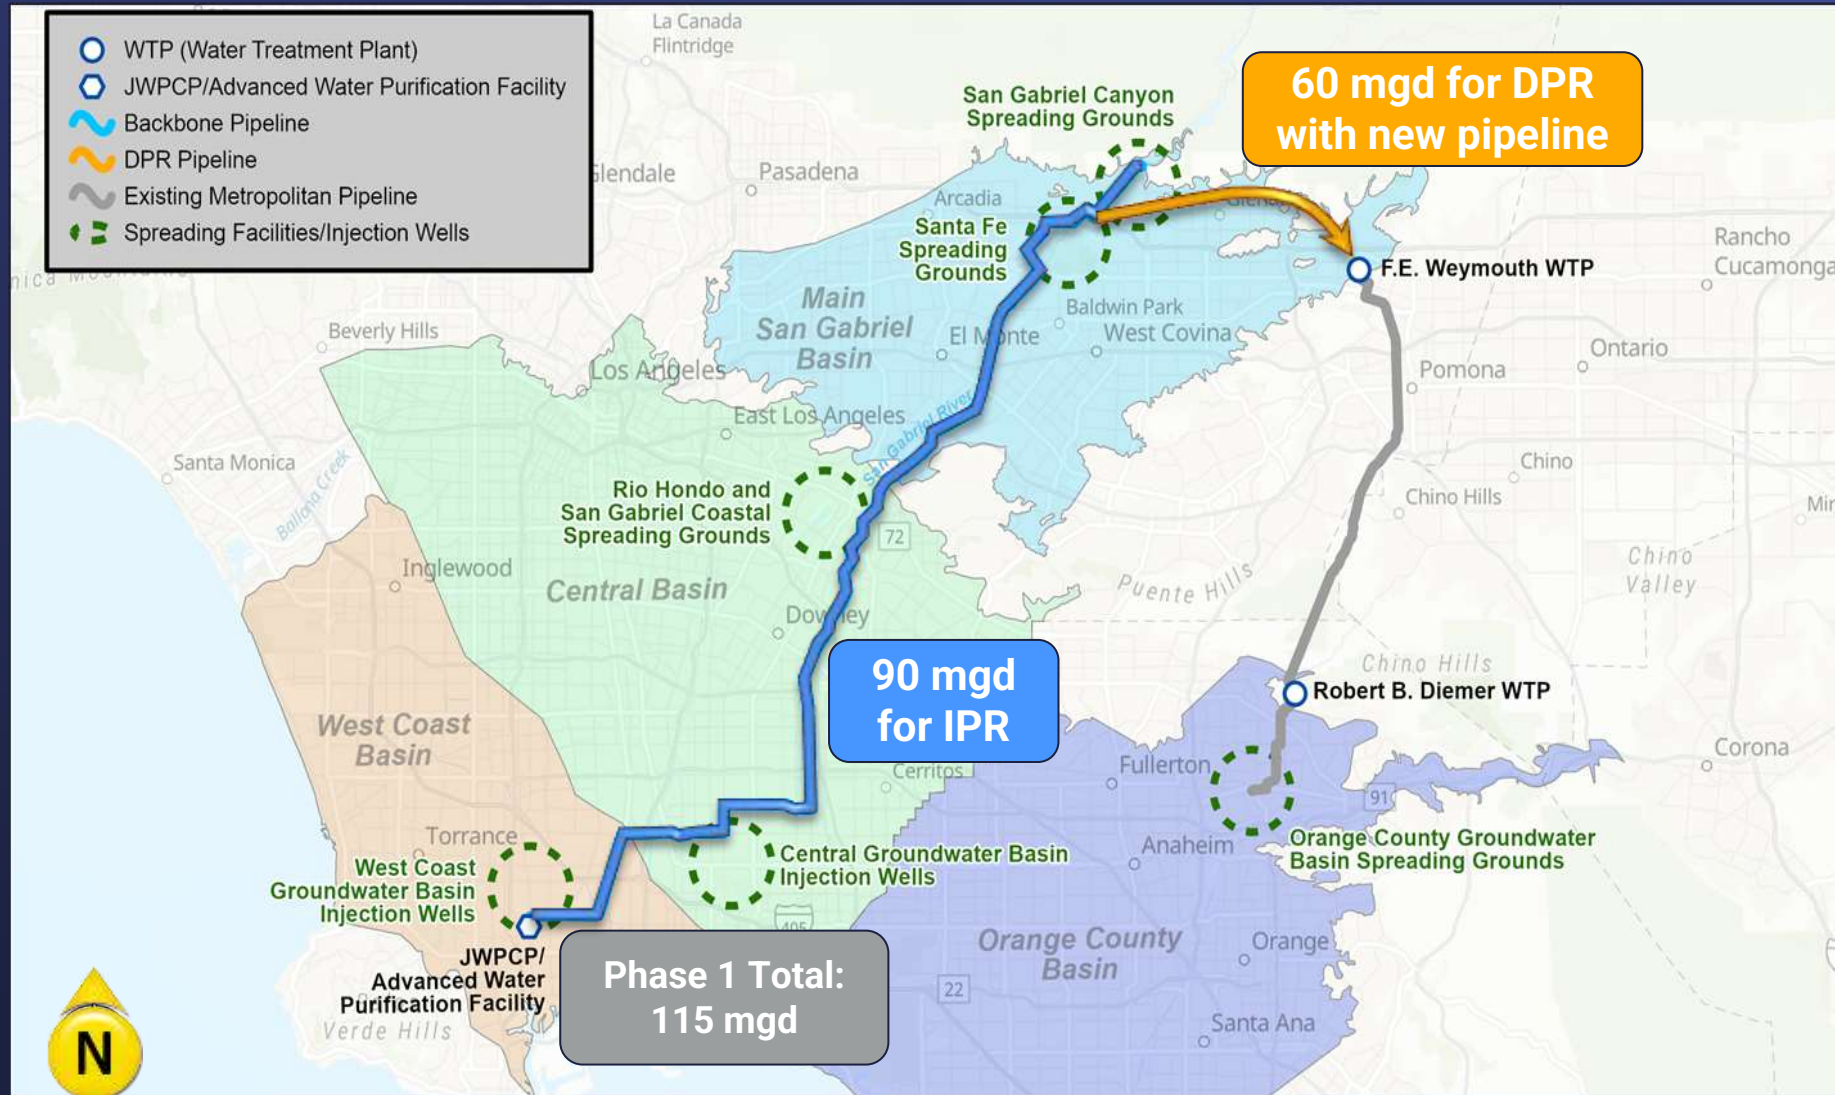 WTP (Water Treatment Plant)
JWPCP/Advanced Water Purification Facility
Backbone Pipeline
DPR Pipeline
Existing Metropolitan Pipeline
Spreading Facilities/Injection Wells
La Canada
Flintridge
San Gabriel Canyon
Spreading Grounds
60 mgd for DPR
with new pipeline
Glendale
Pasadena
Arcadia
Santa Fe
Spreading
Grounds
Rancho
Cucamonga
F.E. Weymouth WTP
Main
San Gabriel
Basin
Baldwin Park
West Covina
El Monte
Beverly Hills
Los Angeles
Ontario
Pomona
East Los Angeles
San Gabriel River
Santa Monica
Ballona Creek
Chino
Chino Hills
Rio Hondo and
San Gabriel Coastal
Spreading Grounds
72
Inglewood
Central Basin
Puente Hills
Chino
Valley
Downey
90 mgd
for IPR
Chino Hills
Robert B. Diemer WTP
West Coast
Basin
Cerritos
Fullerton
Corona
91
Torrance
Anaheim
Orange County Groundwater
Basin Spreading Grounds
West Coast
Groundwater Basin
Injection Wells
Central Groundwater Basin
Injection Wells
405
JWPCP/
Advanced Water
Purification Facility
Phase 1 Total:
115 mgd
Orange County
Basin
Orange
22
Verde Hills
Santa Ana
N